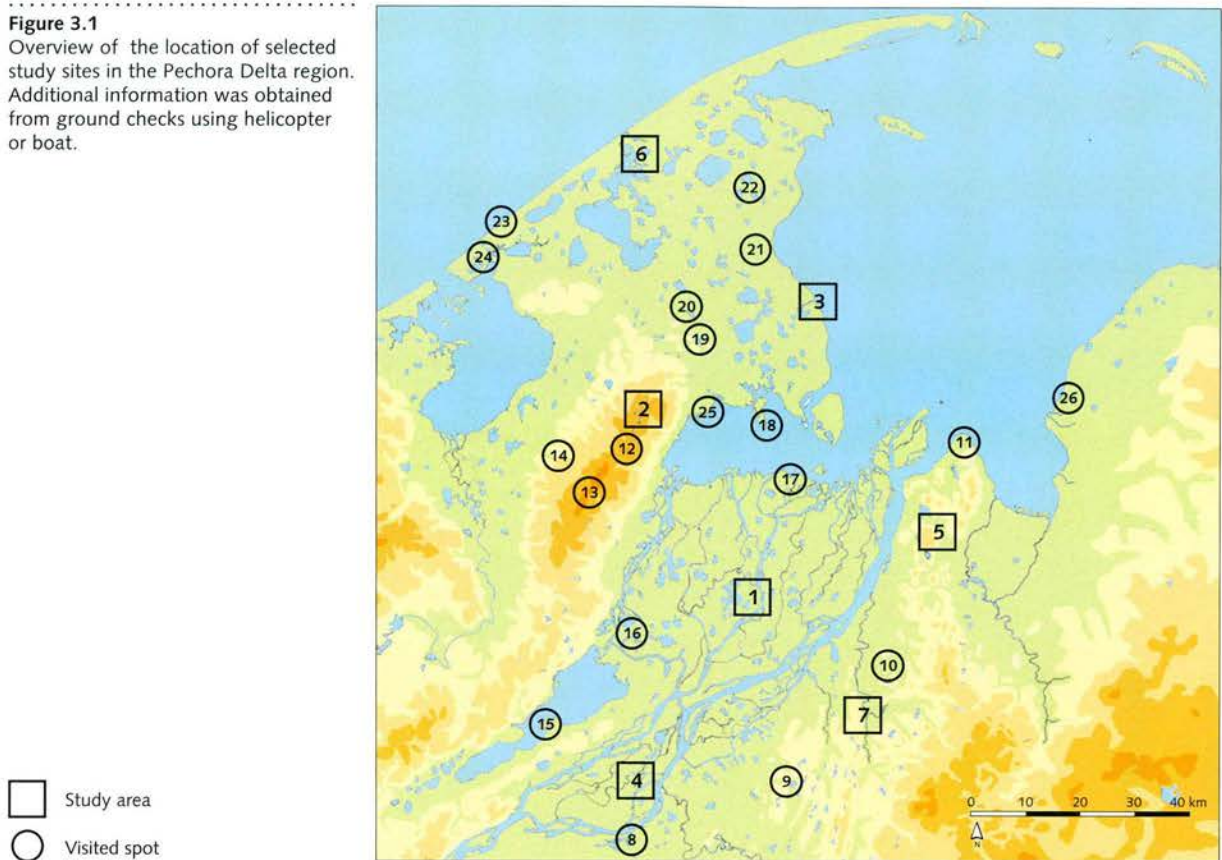 Figure 3.1
Overview of the location of selected
study sites in the Pechora Delta region.
Additional information was obtained
from ground checks using helicopter
or boat.
6
22
23
24
21
3
20
19
2
25
18
26
14
12
11
17
13
5
1
16
10
7
15
4
9
8
0 10 20 30 40 km
N
Study area
Visited spot